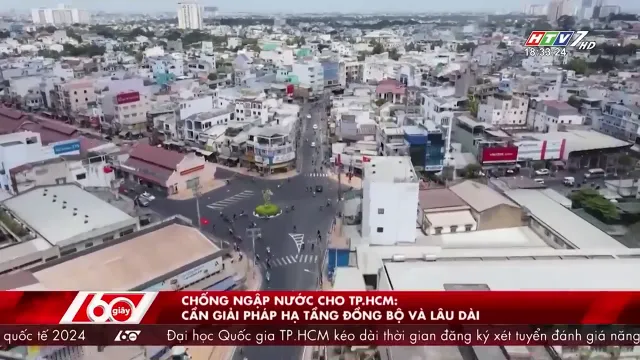 HTV7 HD
18:33:24
60 giây
CHỐNG NGẬP NƯỚC CHO TP.HCM:
CẦN GIẢI PHÁP HẠ TẦNG ĐỒNG BỘ VÀ LÂU DÀI
quốc tế 2024 60 giây Đại học Quốc gia TP.HCM kéo dài thời gian đăng ký xét tuyển đánh giá năng